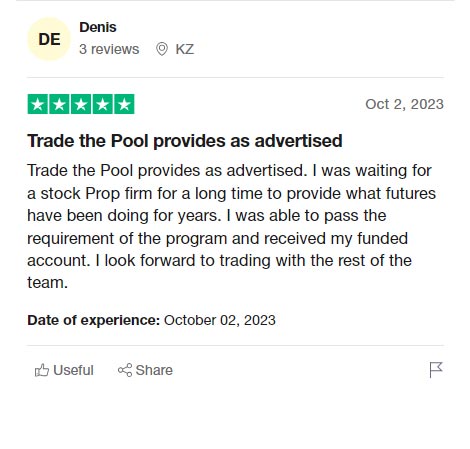 DE
Denis
3 reviews
KZ
Oct 2, 2023
Trade the Pool provides as advertised
Trade the Pool provides as advertised. I was waiting for
a stock Prop firm for a long time to provide what futures
have been doing for years. I was able to pass the
requirement of the program and received my funded
account. I look forward to trading with the rest of the
team.
Date of experience: October 02, 2023
Useful
Share